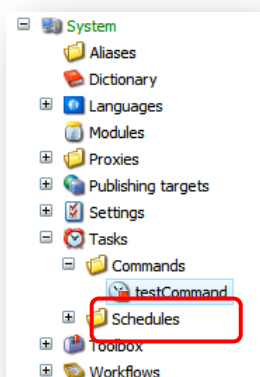 System
Aliases
Dictionary
Languages
Modules
Proxies
Publishing targets
Settings
Tasks
Commands
testCommand
Schedules
Toolbox
Workflows